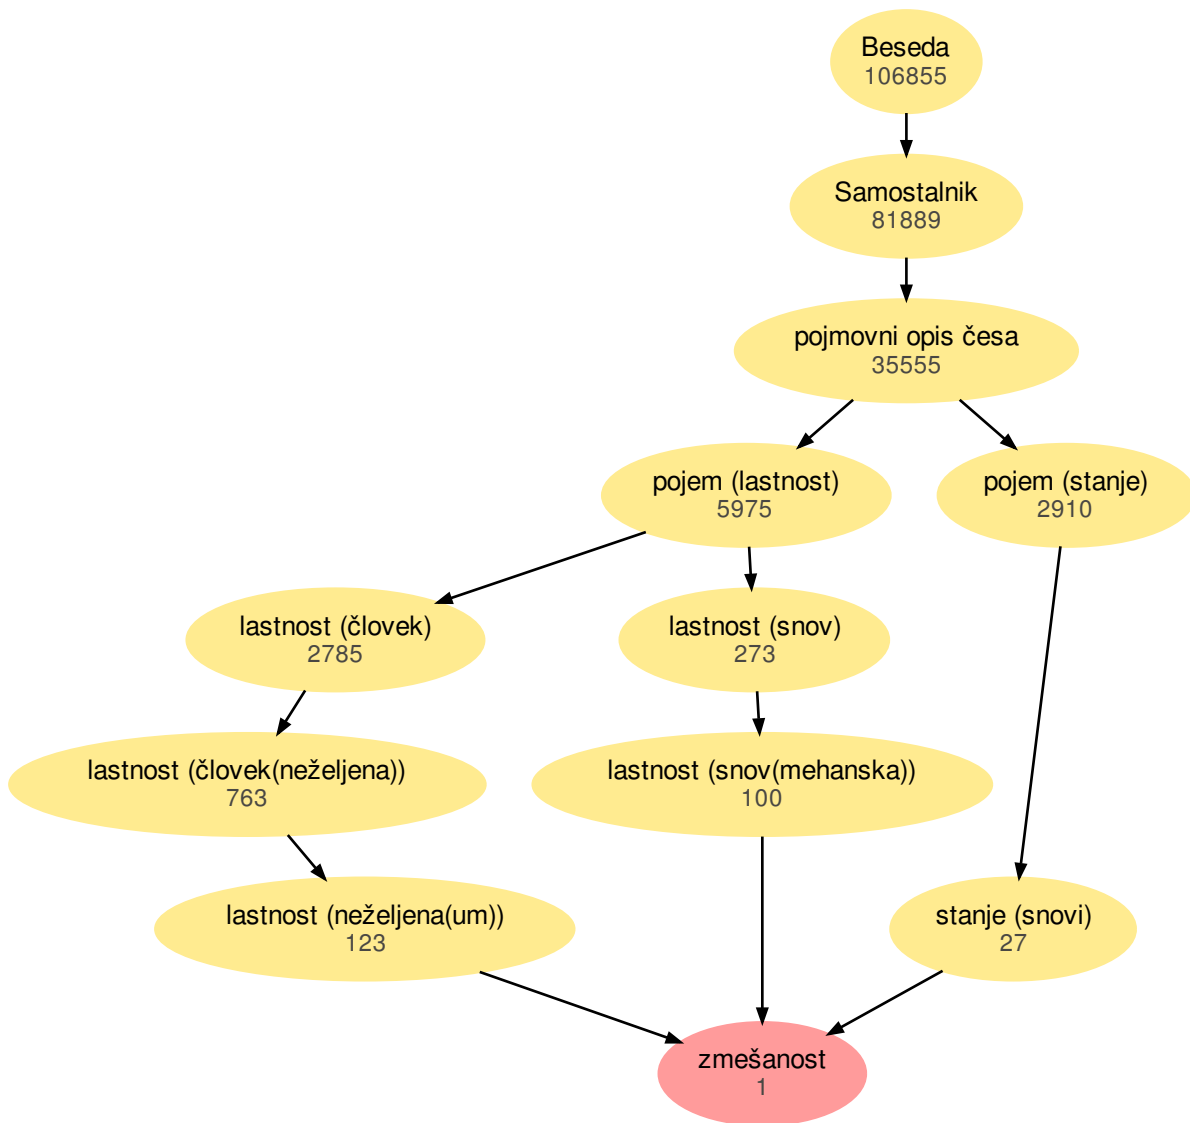 Beseda
106855
Samostalnik
81889
pojmovni opis česa
35555
pojem (lastnost)
5975
pojem (stanje)
2910
lastnost (človek)
2785
lastnost (snov)
273
lastnost (človek(neželjena))
763
lastnost (snov(mehanska))
100
lastnost (neželjena(um))
123
stanje (snovi)
27
zmešanost
1